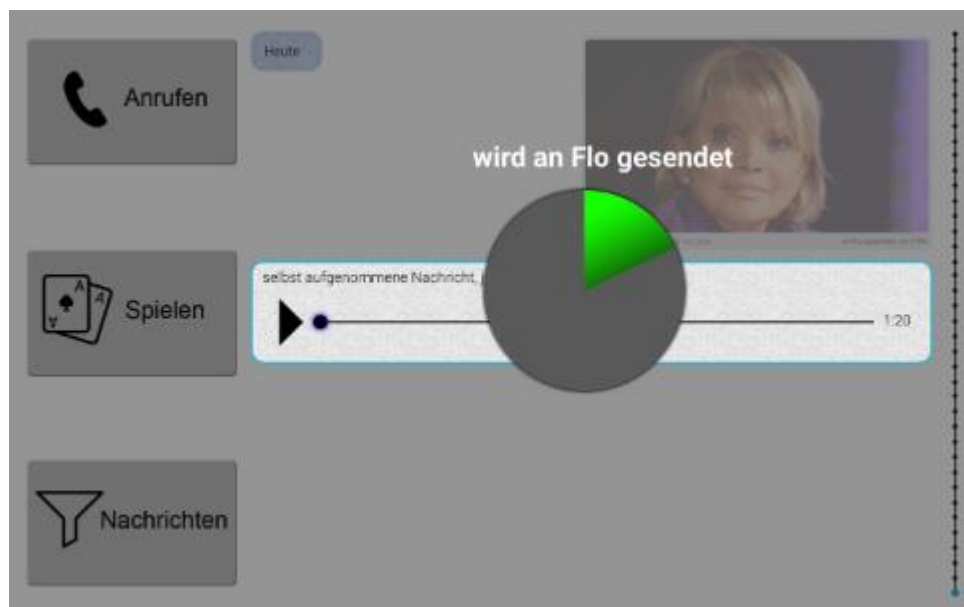 Anrufen
Heute
wird an Flo gesendet
selbst aufgenommene Nachricht,
Spielen
1:20
A
A
A
Nachrichten